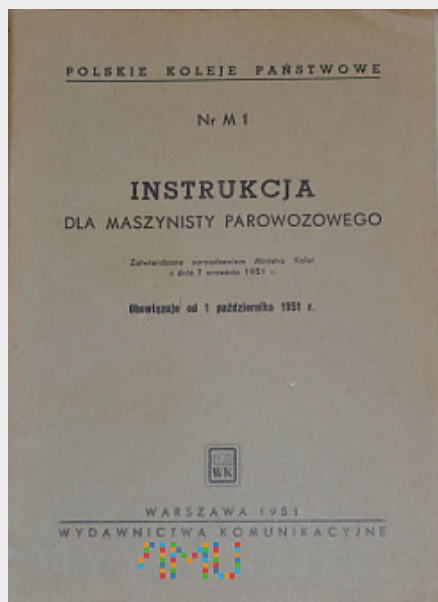 POLSKIE KOLEJE PAŃSTWOWE
Nr M 1
INSTRUKCJA
DLA MASZYNISTY PAROWOZOWEGO
Zatwierdzona zarządzeniem Ministra Kolei
z dnia 7 września 1951 r.
Obowiązuje od 1 października 1951 r.
WK
WARSZAWA 1951
WYDAWNICTWA KOMUNIKACYJNE